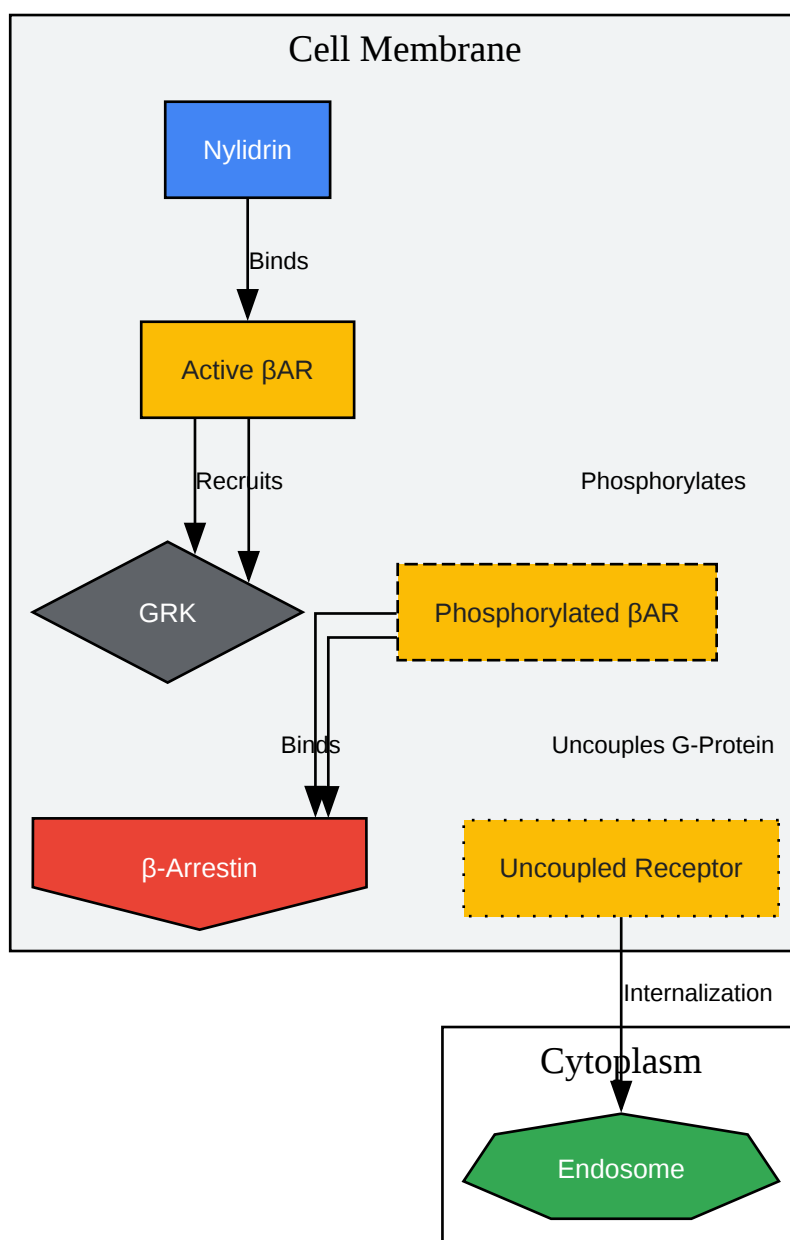 Cell Membrane
Nylidrin
Binds
Active βAR
Recruits
Phosphorylates
GRK
Phosphorylated βAR
Binds
Uncouples G-Protein
β-Arrestin
Uncoupled Receptor
Internalization
Cytoplasm
Endosome